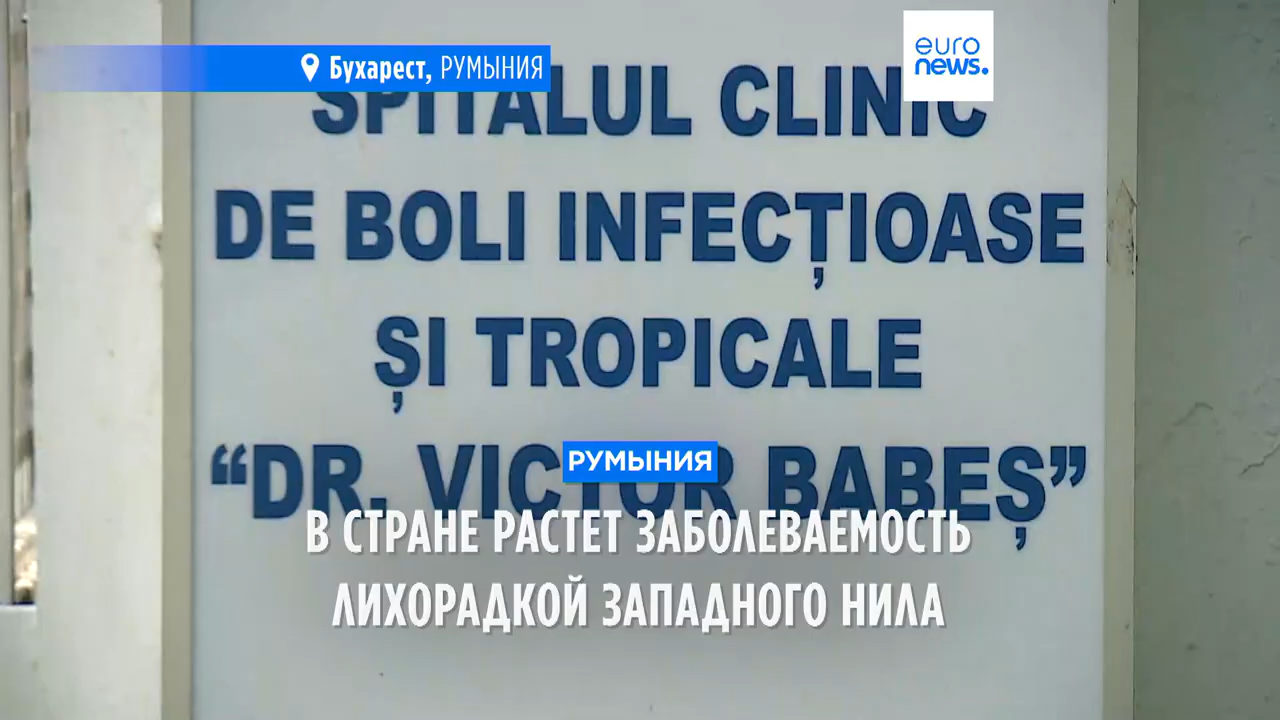 Бухарест, РУМЫНИЯ
euro
news.
SPITALUL CLINIC
DE BOLI INFECȚIOASE
ȘI TROPICALE
“DR. VICTOR BABEȘ”
РУМЫНИЯ
В СТРАНЕ РАСТЕТ ЗАБОЛЕВАЕМОСТЬ
ЛИХОРАДКОЙ ЗАПАДНОГО НИЛА